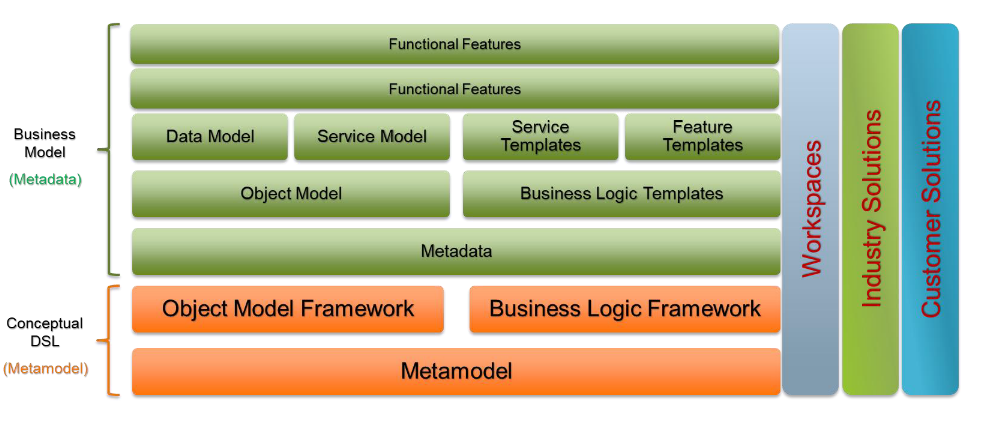 Functional Features
Functional Features
Business
Model
(Metadata)
Data Model
Service Model
Service
Templates
Feature
Templates
Object Model
Business Logic Templates
Metadata
Conceptual
DSL
(Metamodel)
Object Model Framework
Business Logic Framework
Metamodel
Workspaces
Industry Solutions
Customer Solutions